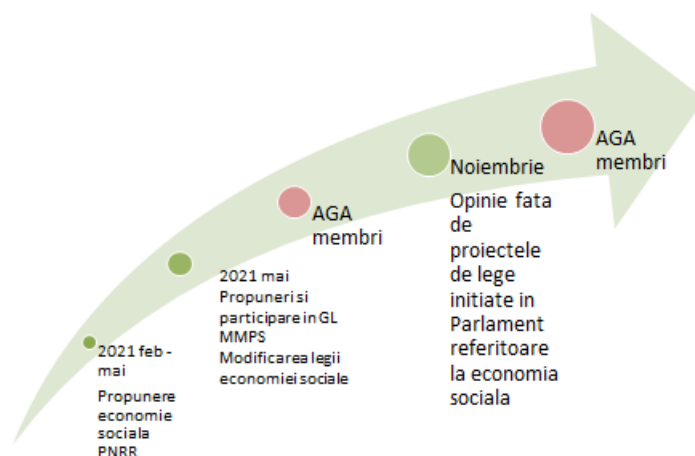 2021 feb -
mai
Propunere
economie
sociala
PNRR
2021 mai
Propuneri si
participare in GL
MMPS
Modificarea legii
economiei sociale
AGA
membri
Noiembrie
Opinie fata
de
proiectele
de lege
initiate in
Parlament
referitoare
la economia
sociala
AGA
membri